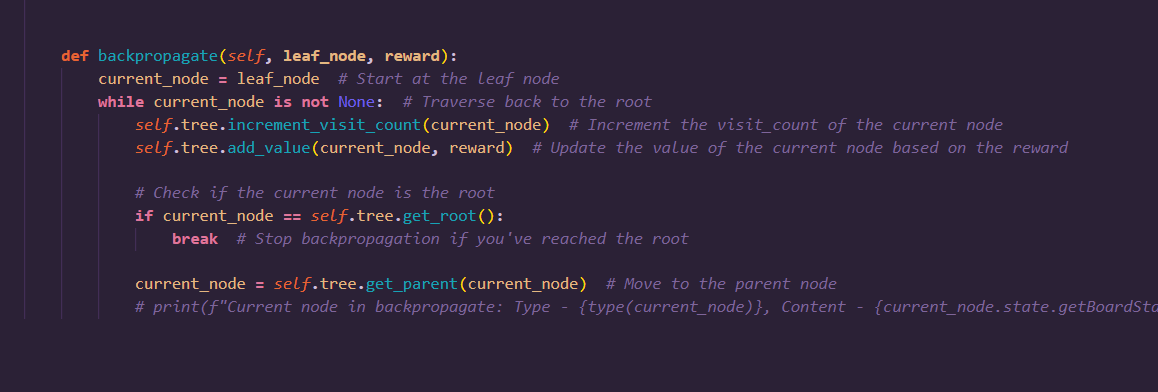 def backpropagate(self, leaf_node, reward):
current_node = leaf_node  # Start at the leaf node
while current_node is not None:  # Traverse back to the root
self.tree.increment_visit_count(current_node)  # Increment the visit_count of the current node
self.tree.add_value(current_node, reward)  # Update the value of the current node based on the reward
# Check if the current node is the root
if current_node == self.tree.get_root():
break  # Stop backpropagation if you've reached the root
current_node = self.tree.get_parent(current_node)  # Move to the parent node
# print(f"Current node in backpropagate: Type - {type(current_node)}, Content - {current_node.state.getBoardSta